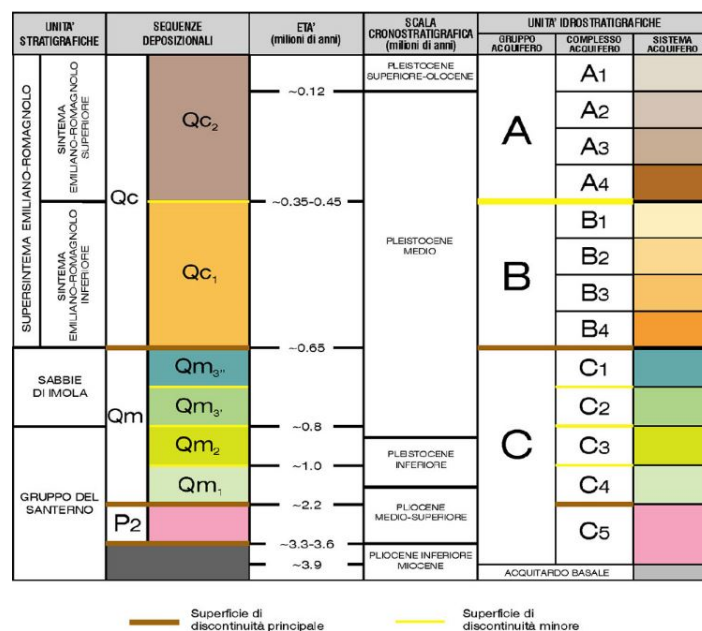 UNITA'
STRATIGRAFICHE
SEQUENZE
DEPOSIZIONALI
ETA'
(milioni di anni)
SCALA
CRONOSTRATIGRAFICA
(milioni di anni)
UNITA' IDROSTRATIGRAFICHE
GRUPPO
ACQUIFERO
COMPLESSO
ACQUIFERO
SISTEMA
ACQUIFERO
SUPERSINTEMA EMILIANO-ROMAGNOLO
SINTEMA
EMILIANO-ROMAGNOLO
SUPERIORE
SINTEMA
EMILIANO-ROMAGNOLO
INFERIORE
SABBIE
DI IMOLA
GRUPPO DEL
SANTERNO
Qc
Qm
P2
Qc2
Qc1
Qm3''
Qm3'
Qm2
Qm1
~0.12
~0.35-0.45
~0.65
~0.8
~1.0
~2.2
~3.3-3.6
~3.9
PLEISTOCENE
SUPERIORE-OLOCENE
PLEISTOCENE
MEDIO
PLEISTOCENE
INFERIORE
PLIOCENE
MEDIO-SUPERIORE
PLIOCENE INFERIORE
MIOCENE
A
B
C
A1
A2
A3
A4
B1
B2
B3
B4
C1
C2
C3
C4
C5
ACQUITARDO BASALE
Superficie di
discontinuità principale
Superficie di
discontinuità minore